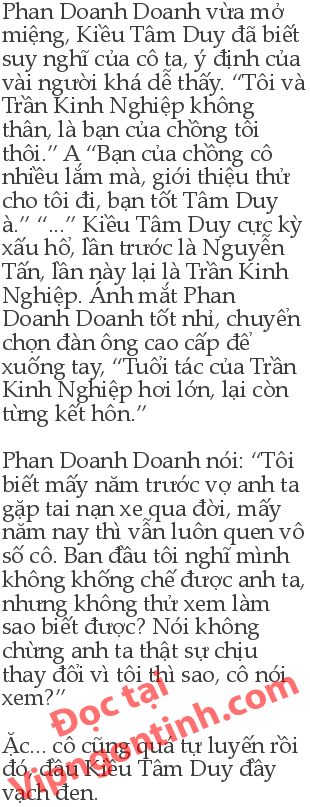 Phan Doanh Doanh vừa mở
miệng, Kiều Tâm Duy đã biết
suy nghĩ của cô ta, ý định của
vài người khá dễ thấy. “Tôi và
Trần Kinh Nghiệp không
thân, là bạn của chồng tôi
thôi.” A “Bạn của chồng cô
nhiều lắm mà, giới thiệu thử
cho tôi đi, bạn tốt Tâm Duy
à.” “...” Kiều Tâm Duy cực kỳ
xấu hổ, lần trước là Nguyễn
Tấn, lần này lại là Trần Kinh
Nghiệp. Ánh mắt Phan
Doanh Doanh tốt nhỉ, chuyển
chọn đàn ông cao cấp để
xuống tay, “Tuổi tác của Trần
Kinh Nghiệp hơi lớn, lại còn
từng kết hôn.”
Phan Doanh Doanh nói: “Tôi
biết mấy năm trước vợ anh ta
gặp tai nạn xe qua đời, mấy
năm nay thì vẫn luôn quen vô
số cô. Ban đầu tôi nghĩ mình
không khống chế được anh ta,
nhưng không thử xem làm
sao biết được? Nói không
chừng anh ta thật sự chịu
thay đổi vì tôi thì sao, cô nói
xem?”
Ặc... cô cũng quá tự luyến rồi
đó, đầu Kiều Tâm Duy đầy
vạch đen.
Đọc tại
Vipngontinh.com